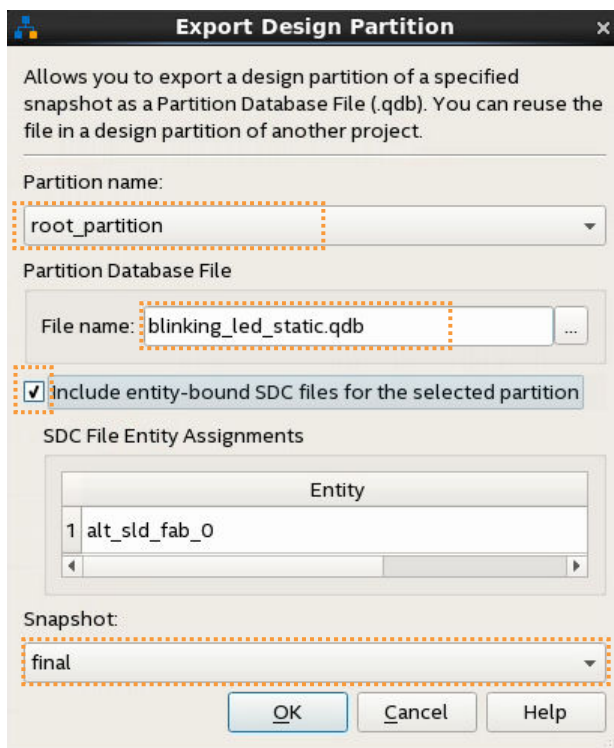 Export Design Partition
Allows you to export a design partition of a specified
snapshot as a Partition Database File (.qdb). You can reuse the
file in a design partition of another project.
Partition name:
root_partition
Partition Database File
File name: blinking_led_static.qdb ...
Include entity-bound SDC files for the selected partition
SDC File Entity Assignments
Entity
1 alt_sld_fab_0
Snapshot:
final
OK Cancel Help